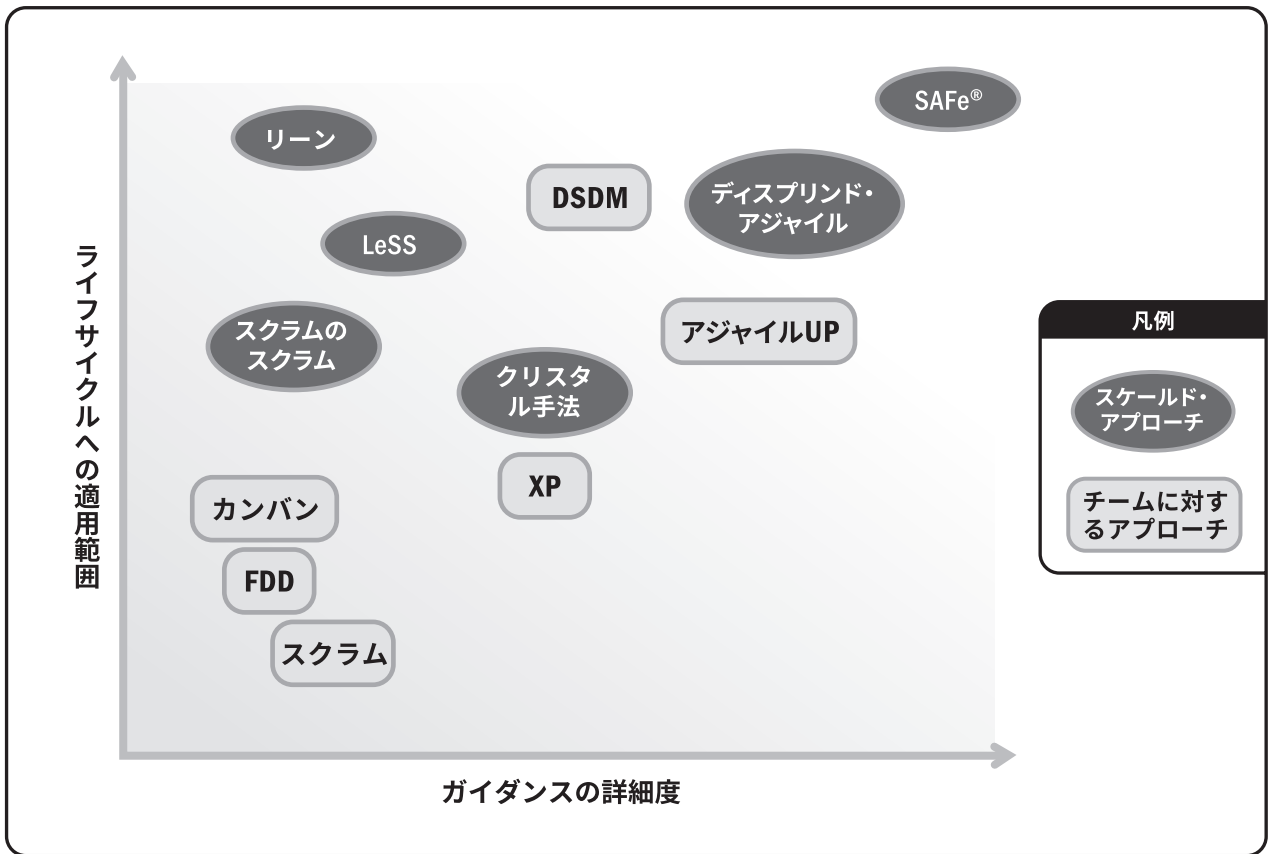 SAFe®
リーン
DSDM
ディスプリンド・
アジャイル
LeSS
スクラムの
スクラム
アジャイルUP
クリスタ
ル手法
XP
カンバン
FDD
スクラム
ライフサイクルへの適用範囲
ガイダンスの詳細度
凡例
スケールド・
アプローチ
チームに対す
るアプローチ